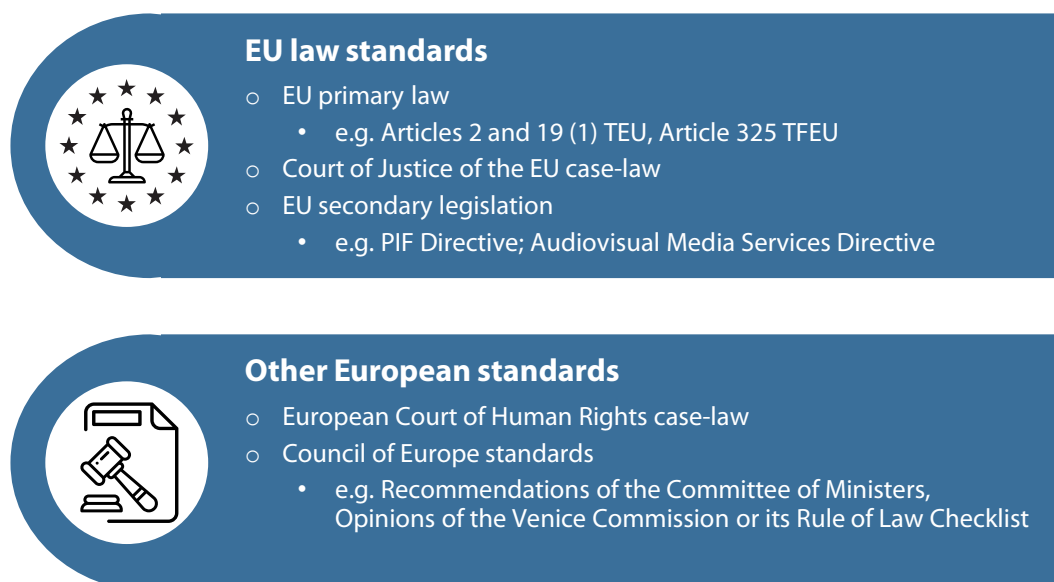 EU law standards
o EU primary law
• e.g. Articles 2 and 19 (1) TEU, Article 325 TFEU
o Court of Justice of the EU case-law
o EU secondary legislation
• e.g. PIF Directive; Audiovisual Media Services Directive
Other European standards
o European Court of Human Rights case-law
o Council of Europe standards
• e.g. Recommendations of the Committee of Ministers,
Opinions of the Venice Commission or its Rule of Law Checklist